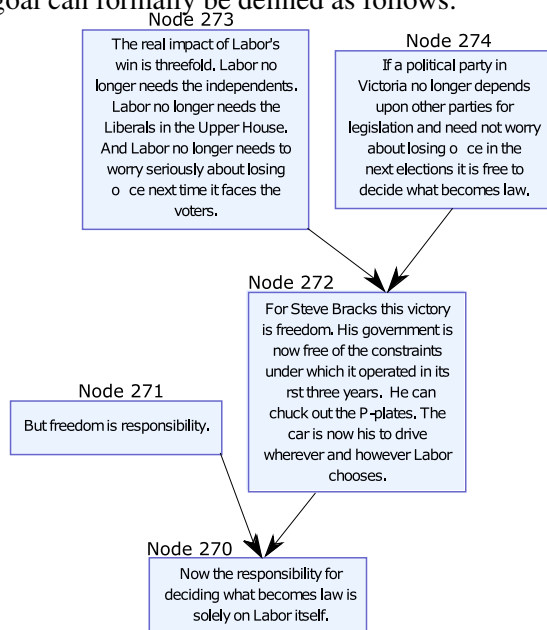 goal can formally be defined as follows:
Node 273
The real impact of Labor's
win is threefold. Labor no
longer needs the independents.
Labor no longer needs the
Liberals in the Upper House.
And Labor no longer needs to
worry seriously about losing
o ce next time it faces the
voters.
Node 274
If a political party in
Victoria no longer depends
upon other parties for
legislation and need not worry
about losing o ce in the
next elections it is free to
decide what becomes law.
Node 272
For Steve Bracks this victory
is freedom. His government is
now free of the constraints
under which it operated in its
rst three years. He can
chuck out the P-plates. The
car is now his to drive
wherever and however Labor
chooses.
Node 271
But freedom is responsibility.
Node 270
Now the responsibility for
deciding what becomes law is
solely on Labor itself.